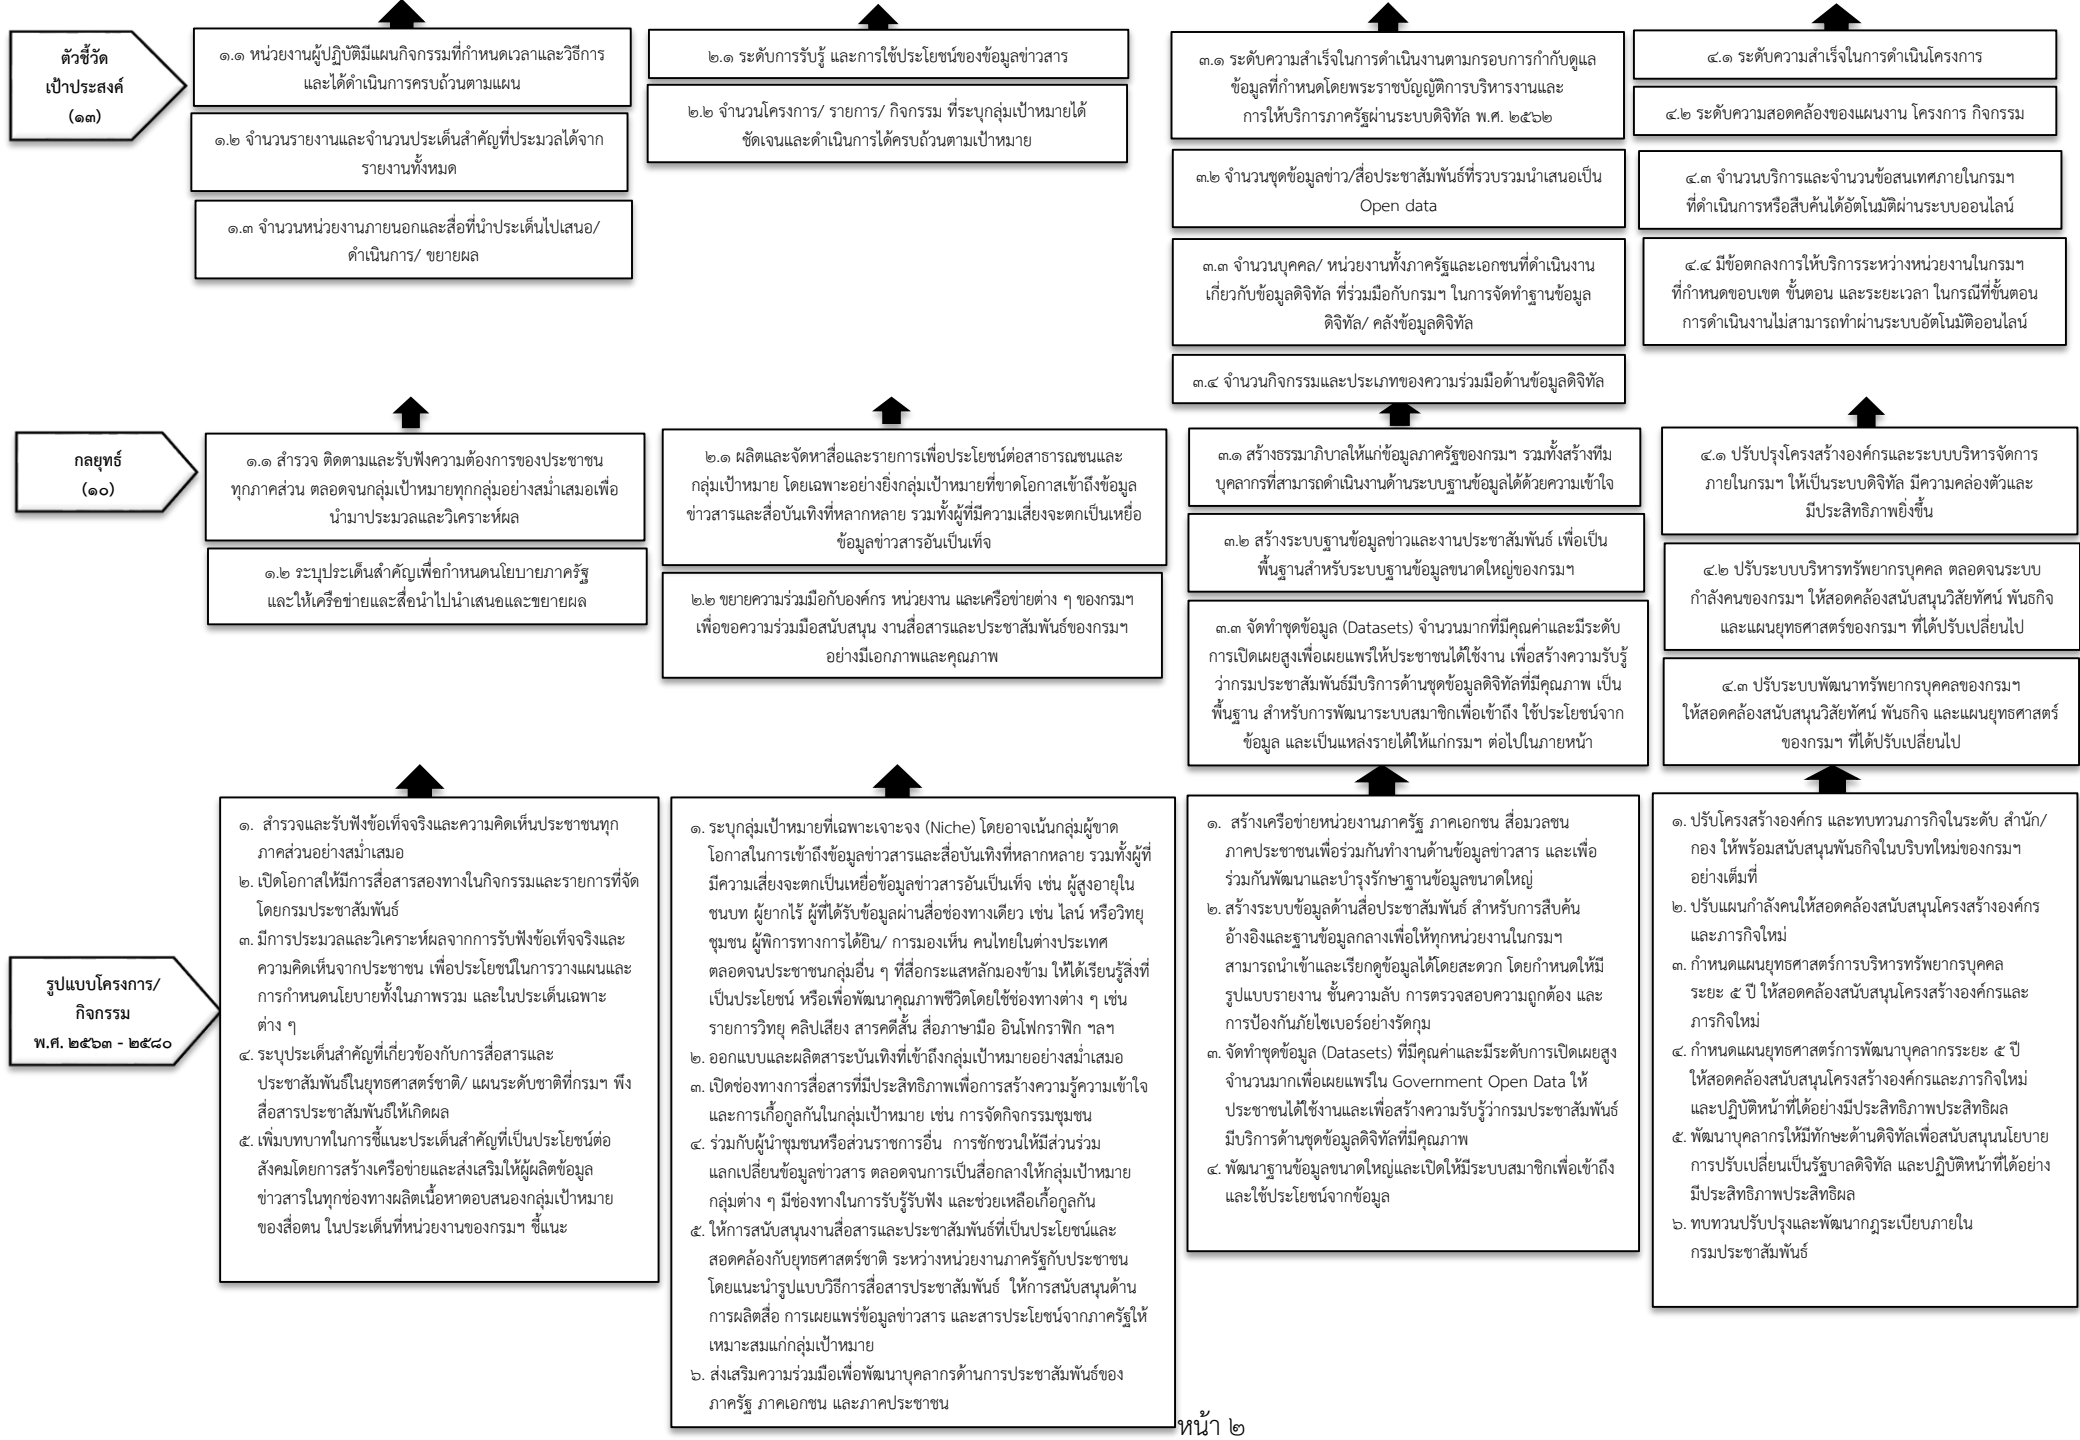 ตัวชี้วัด
เป้าประสงค์
(๑๓)
๑.๑ หน่วยงานผู้ปฏิบัติมีแผนกิจกรรมที่กำหนดเวลาและวิธีการ
และได้ดำเนินการครบถ้วนตามแผน
๑.๒ จำนวนรายงานและจำนวนประเด็นสำคัญที่ประมวลได้จาก
รายงานทั้งหมด
๑.๓ จำนวนหน่วยงานภายนอกและสื่อที่นำประเด็นไปเสนอ/
ดำเนินการ/ ขยายผล
๒.๑ ระดับการรับรู้ และการใช้ประโยชน์ของข้อมูลข่าวสาร
๒.๒ จำนวนโครงการ/ รายการ/ กิจกรรม ที่ระบุกลุ่มเป้าหมายได้
ชัดเจนและดำเนินการได้ครบถ้วนตามเป้าหมาย
๓.๑ ระดับความสำเร็จในการดำเนินงานตามกรอบการกำกับดูแล
ข้อมูลที่กำหนดโดยพระราชบัญญัติการบริหารงานและ
การให้บริการภาครัฐผ่านระบบดิจิทัล พ.ศ. ๒๕๖๒
๓.๒ จำนวนชุดข้อมูลข่าว/สื่อประชาสัมพันธ์ที่รวบรวมนำเสนอเป็น
Open data
๓.๓ จำนวนบุคคล/ หน่วยงานทั้งภาครัฐและเอกชนที่ดำเนินงาน
เกี่ยวกับข้อมูลดิจิทัล ที่ร่วมมือกับกรมฯ ในการจัดทำฐานข้อมูล
ดิจิทัล/ คลังข้อมูลดิจิทัล
๓.๔ จำนวนกิจกรรมและประเภทของความร่วมมือด้านข้อมูลดิจิทัล
๔.๑ ระดับความสำเร็จในการดำเนินโครงการ
๔.๒ ระดับความสอดคล้องของแผนงาน โครงการ กิจกรรม
๔.๓ จำนวนบริการและจำนวนข้อสนเทศภายในกรมฯ
ที่ดำเนินการหรือสืบค้นได้อัตโนมัติผ่านระบบออนไลน์
๔.๔ มีข้อตกลงการให้บริการระหว่างหน่วยงานในกรมฯ
ที่กำหนดขอบเขต ขั้นตอน และระยะเวลา ในกรณีที่ขั้นตอน
การดำเนินงานไม่สามารถทำผ่านระบบอัตโนมัติออนไลน์
กลยุทธ์
(๑๐)
๑.๑ สำรวจ ติดตามและรับฟังความต้องการของประชาชน
ทุกภาคส่วน ตลอดจนกลุ่มเป้าหมายทุกกลุ่มอย่างสม่ำเสมอเพื่อ
นำมาประมวลและวิเคราะห์ผล
๑.๒ ระบุประเด็นสำคัญเพื่อกำหนดนโยบายภาครัฐ
และให้เครือข่ายและสื่อนำไปนำเสนอและขยายผล
๒.๑ ผลิตและจัดหาสื่อและรายการเพื่อประโยชน์ต่อสาธารณชนและ
กลุ่มเป้าหมาย โดยเฉพาะอย่างยิ่งกลุ่มเป้าหมายที่ขาดโอกาสเข้าถึงข้อมูล
ข่าวสารและสื่อบันเทิงที่หลากหลาย รวมทั้งผู้ที่มีความเสี่ยงจะตกเป็นเหยื่อ
ข้อมูลข่าวสารอันเป็นเท็จ
๒.๒ ขยายความร่วมมือกับองค์กร หน่วยงาน และเครือข่ายต่าง ๆ ของกรมฯ
เพื่อขอความร่วมมือสนับสนุน งานสื่อสารและประชาสัมพันธ์ของกรมฯ
อย่างมีเอกภาพและคุณภาพ
๓.๑ สร้างธรรมาภิบาลให้แก่ข้อมูลภาครัฐของกรมฯ รวมทั้งสร้างทีม
บุคลากรที่สามารถดำเนินงานด้านระบบฐานข้อมูลได้ด้วยความเข้าใจ
๓.๒ สร้างระบบฐานข้อมูลข่าวและงานประชาสัมพันธ์ เพื่อเป็น
พื้นฐานสำหรับระบบฐานข้อมูลขนาดใหญ่ของกรมฯ
๓.๓ จัดทำชุดข้อมูล (Datasets) จำนวนมากที่มีคุณค่าและมีระดับ
การเปิดเผยสูงเพื่อเผยแพร่ให้ประชาชนได้ใช้งาน เพื่อสร้างความรับรู้
ว่ากรมประชาสัมพันธ์มีบริการด้านชุดข้อมูลดิจิทัลที่มีคุณภาพ เป็น
พื้นฐาน สำหรับการพัฒนาระบบสมาชิกเพื่อเข้าถึง ใช้ประโยชน์จาก
ข้อมูล และเป็นแหล่งรายได้ให้แก่กรมฯ ต่อไปในภายหน้า
๔.๑ ปรับปรุงโครงสร้างองค์กรและระบบบริหารจัดการ
ภายในกรมฯ ให้เป็นระบบดิจิทัล มีความคล่องตัวและ
มีประสิทธิภาพยิ่งขึ้น
๔.๒ ปรับระบบบริหารทรัพยากรบุคคล ตลอดจนระบบ
กำลังคนของกรมฯ ให้สอดคล้องสนับสนุนวิสัยทัศน์ พันธกิจ
และแผนยุทธศาสตร์ของกรมฯ ที่ได้ปรับเปลี่ยนไป
๔.๓ ปรับระบบพัฒนาทรัพยากรบุคคลของกรมฯ
ให้สอดคล้องสนับสนุนวิสัยทัศน์ พันธกิจ และแผนยุทธศาสตร์
ของกรมฯ ที่ได้ปรับเปลี่ยนไป
รูปแบบโครงการ/
กิจกรรม
พ.ศ. ๒๕๖๓ - ๒๕๘๐
๑. สำรวจและรับฟังข้อเท็จจริงและความคิดเห็นประชาชนทุก
ภาคส่วนอย่างสม่ำเสมอ
๒. เปิดโอกาสให้มีการสื่อสารสองทางในกิจกรรมและรายการที่จัด
โดยกรมประชาสัมพันธ์
๓. มีการประมวลและวิเคราะห์ผลจากการรับฟังข้อเท็จจริงและ
ความคิดเห็นจากประชาชน เพื่อประโยชน์ในการวางแผนและ
การกำหนดนโยบายทั้งในภาพรวม และในประเด็นเฉพาะ
ต่าง ๆ
๔. ระบุประเด็นสำคัญที่เกี่ยวข้องกับการสื่อสารและ
ประชาสัมพันธ์ในยุทธศาสตร์ชาติ/ แผนระดับชาติที่กรมฯ พึง
สื่อสารประชาสัมพันธ์ให้เกิดผล
๕. เพิ่มบทบาทในการชี้แนะประเด็นสำคัญที่เป็นประโยชน์ต่อ
สังคมโดยการสร้างเครือข่ายและส่งเสริมให้ผู้ผลิตข้อมูล
ข่าวสารในทุกช่องทางผลิตเนื้อหาตอบสนองกลุ่มเป้าหมาย
ของสื่อตน ในประเด็นที่หน่วยงานของกรมฯ ชี้แนะ
๑. ระบุกลุ่มเป้าหมายที่เฉพาะเจาะจง (Niche) โดยอาจเน้นกลุ่มผู้ขาด
โอกาสในการเข้าถึงข้อมูลข่าวสารและสื่อบันเทิงที่หลากหลาย รวมทั้งผู้ที่
มีความเสี่ยงจะตกเป็นเหยื่อข้อมูลข่าวสารอันเป็นเท็จ เช่น ผู้สูงอายุใน
ชนบท ผู้ยากไร้ ผู้ที่ได้รับข้อมูลผ่านสื่อช่องทางเดียว เช่น ไลน์ หรือวิทยุ
ชุมชน ผู้พิการทางการได้ยิน/ การมองเห็น คนไทยในต่างประเทศ
ตลอดจนประชาชนกลุ่มอื่น ๆ ที่สื่อกระแสหลักมองข้าม ให้ได้เรียนรู้สิ่งที่
เป็นประโยชน์ หรือเพื่อพัฒนาคุณภาพชีวิตโดยใช้ช่องทางต่าง ๆ เช่น
รายการวิทยุ คลิปเสียง สารคดีสั้น สื่อภาษามือ อินโฟกราฟิก ฯลฯ
๒. ออกแบบและผลิตสาระบันเทิงที่เข้าถึงกลุ่มเป้าหมายอย่างสม่ำเสมอ
๓. เปิดช่องทางการสื่อสารที่มีประสิทธิภาพเพื่อการสร้างความรู้ความเข้าใจ
และการเกื้อกูลกันในกลุ่มเป้าหมาย เช่น การจัดกิจกรรมชุมชน
๔. ร่วมกับผู้นำชุมชนหรือส่วนราชการอื่น การชักชวนให้มีส่วนร่วม
แลกเปลี่ยนข้อมูลข่าวสาร ตลอดจนการเป็นสื่อกลางให้กลุ่มเป้าหมาย
กลุ่มต่าง ๆ มีช่องทางในการรับรู้รับฟัง และช่วยเหลือเกื้อกูลกัน
๕. ให้การสนับสนุนงานสื่อสารและประชาสัมพันธ์ที่เป็นประโยชน์และ
สอดคล้องกับยุทธศาสตร์ชาติ ระหว่างหน่วยงานภาครัฐกับประชาชน
โดยแนะนำรูปแบบวิธีการสื่อสารประชาสัมพันธ์ ให้การสนับสนุนด้าน
การผลิตสื่อ การเผยแพร่ข้อมูลข่าวสาร และสารประโยชน์จากภาครัฐให้
เหมาะสมแก่กลุ่มเป้าหมาย
๖. ส่งเสริมความร่วมมือเพื่อพัฒนาบุคลากรด้านการประชาสัมพันธ์ของ
ภาครัฐ ภาคเอกชน และภาคประชาชน
๑. สร้างเครือข่ายหน่วยงานภาครัฐ ภาคเอกชน สื่อมวลชน
ภาคประชาชนเพื่อร่วมกันทำงานด้านข้อมูลข่าวสาร และเพื่อ
ร่วมกันพัฒนาและบำรุงรักษาฐานข้อมูลขนาดใหญ่
๒. สร้างระบบข้อมูลด้านสื่อประชาสัมพันธ์ สำหรับการสืบค้น
อ้างอิงและฐานข้อมูลกลางเพื่อให้ทุกหน่วยงานในกรมฯ
สามารถนำเข้าและเรียกดูข้อมูลได้โดยสะดวก โดยกำหนดให้มี
รูปแบบรายงาน ชั้นความลับ การตรวจสอบความถูกต้อง และ
การป้องกันภัยไซเบอร์อย่างรัดกุม
๓. จัดทำชุดข้อมูล (Datasets) ที่มีคุณค่าและมีระดับการเปิดเผยสูง
จำนวนมากเพื่อเผยแพร่ใน Government Open Data ให้
ประชาชนได้ใช้งานและเพื่อสร้างความรับรู้ว่ากรมประชาสัมพันธ์
มีบริการด้านชุดข้อมูลดิจิทัลที่มีคุณภาพ
๔. พัฒนาฐานข้อมูลขนาดใหญ่และเปิดให้มีระบบสมาชิกเพื่อเข้าถึง
และใช้ประโยชน์จากข้อมูล
๑. ปรับโครงสร้างองค์กร และทบทวนภารกิจในระดับ สำนัก/
กอง ให้พร้อมสนับสนุนพันธกิจในบริบทใหม่ของกรมฯ
อย่างเต็มที่
๒. ปรับแผนกำลังคนให้สอดคล้องสนับสนุนโครงสร้างองค์กร
และภารกิจใหม่
๓. กำหนดแผนยุทธศาสตร์การบริหารทรัพยากรบุคคล
ระยะ ๕ ปี ให้สอดคล้องสนับสนุนโครงสร้างองค์กรและ
ภารกิจใหม่
๔. กำหนดแผนยุทธศาสตร์การพัฒนาบุคลากรระยะ ๕ ปี
ให้สอดคล้องสนับสนุนโครงสร้างองค์กรและภารกิจใหม่
และปฏิบัติหน้าที่ได้อย่างมีประสิทธิภาพประสิทธิผล
๕. พัฒนาบุคลากรให้มีทักษะด้านดิจิทัลเพื่อสนับสนุนนโยบาย
การปรับเปลี่ยนเป็นรัฐบาลดิจิทัล และปฏิบัติหน้าที่ได้อย่าง
มีประสิทธิภาพประสิทธิผล
๖. ทบทวนปรับปรุงและพัฒนากฎระเบียบภายใน
กรมประชาสัมพันธ์
หน้า ๒